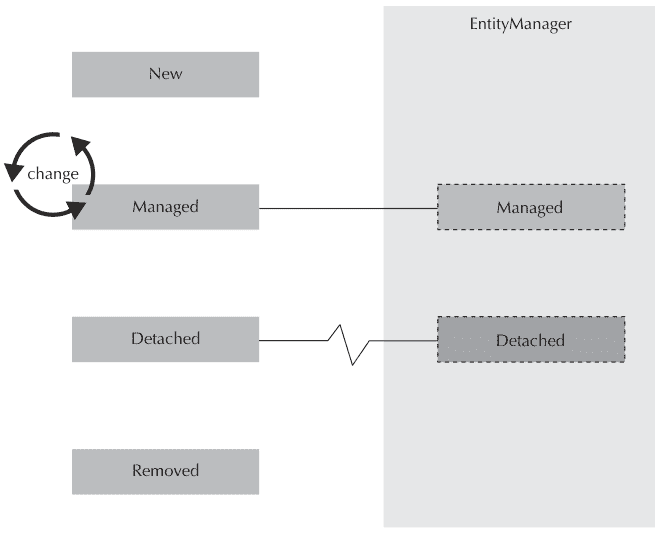 EntityManager
New
change
Managed
Managed
Detached
Detached
Removed